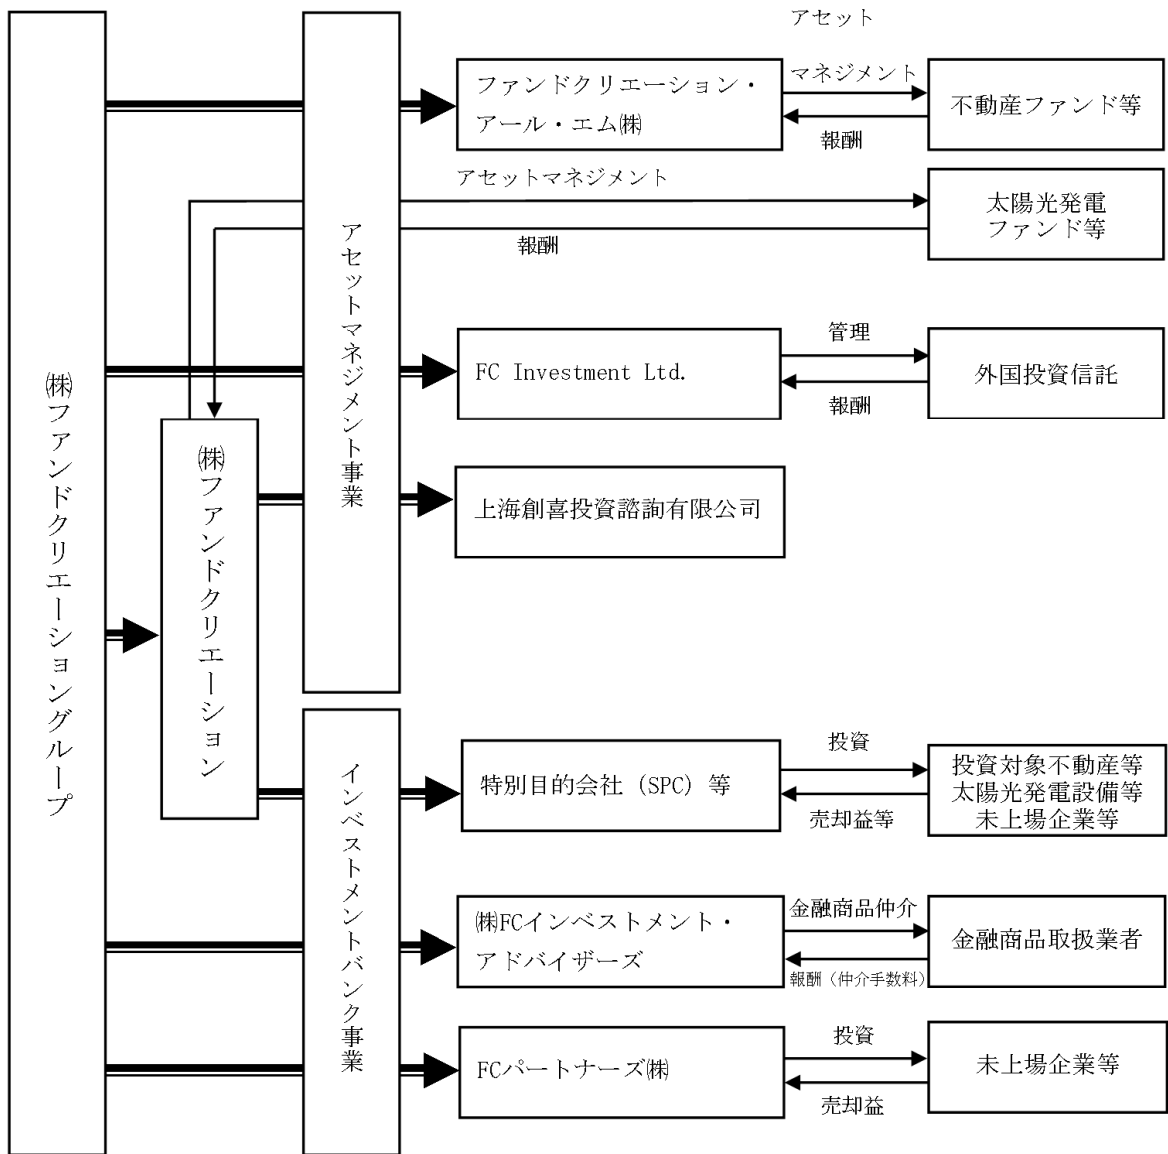 ㈱ファンドクリエーショングループ
㈱ファンドクリエーション
アセットマネジメント事業
アセット
マネジメント
ファンドクリエーション・
アール・エム㈱
報酬
不動産ファンド等
アセットマネジメント
報酬
太陽光発電
ファンド等
FC Investment Ltd.
管理
報酬
外国投資信託
上海創喜投資諮詢有限公司
インベストメントバンク事業
特別目的会社（SPC）等
投資
売却益等
投資対象不動産等
太陽光発電設備等
未上場企業等
㈱FCインベストメント・
アドバイザーズ
金融商品仲介
報酬（仲介手数料）
金融商品取扱業者
FCパートナーズ㈱
投資
売却益
未上場企業等